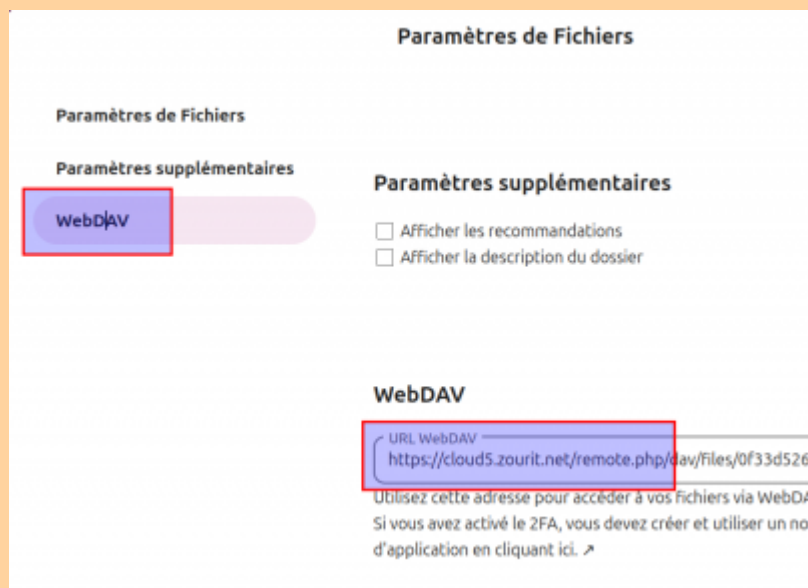 Paramètres de Fichiers
Paramètres de Fichiers
Paramètres supplémentaires
WebDAV
Paramètres supplémentaires
Afficher les recommandations
Afficher la description du dossier
WebDAV
URL WebDAV
https://cloud5.zourit.net/remote.php/dav/files/0f33d526
Utilisez cette adresse pour accéder à vos fichiers via WebDA
Si vous avez activé le 2FA, vous devez créer et utiliser un no
d'application en cliquant ici. ↗